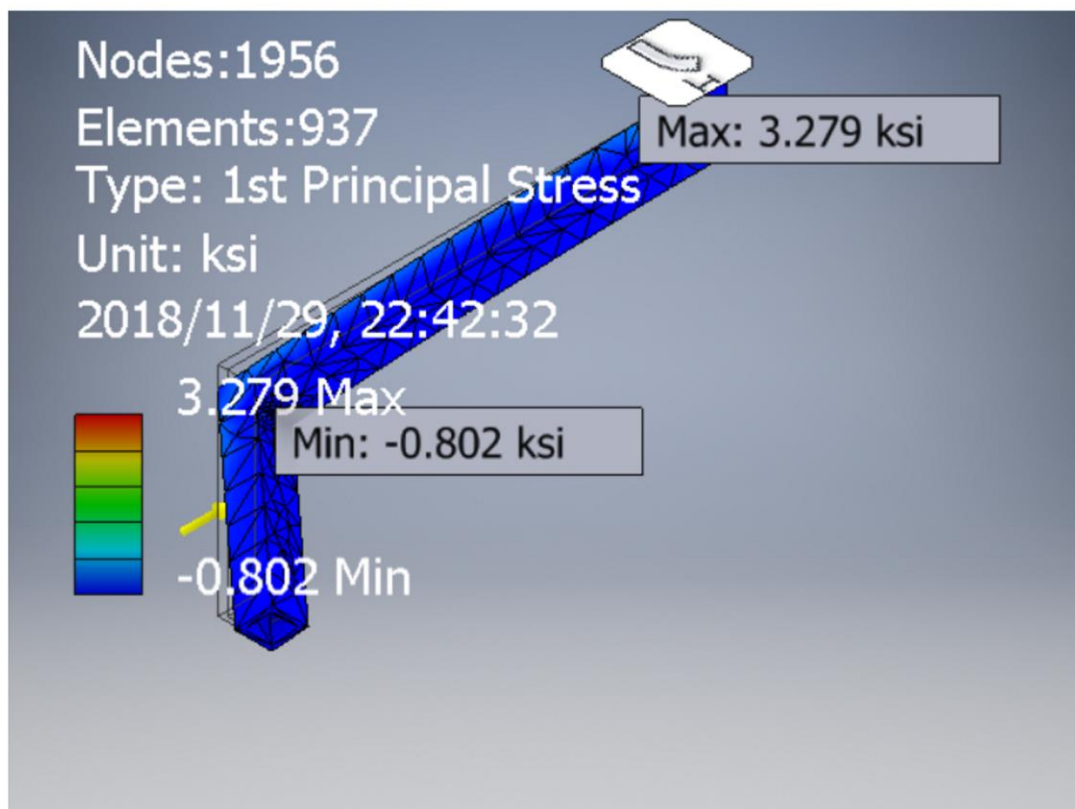 Nodes:1956
Elements:937
Type: 1st Principal Stress
Unit: ksi
2018/11/29, 22:42:32
3.279 Max
-0.802 Min
Max: 3.279 ksi
Min: -0.802 ksi